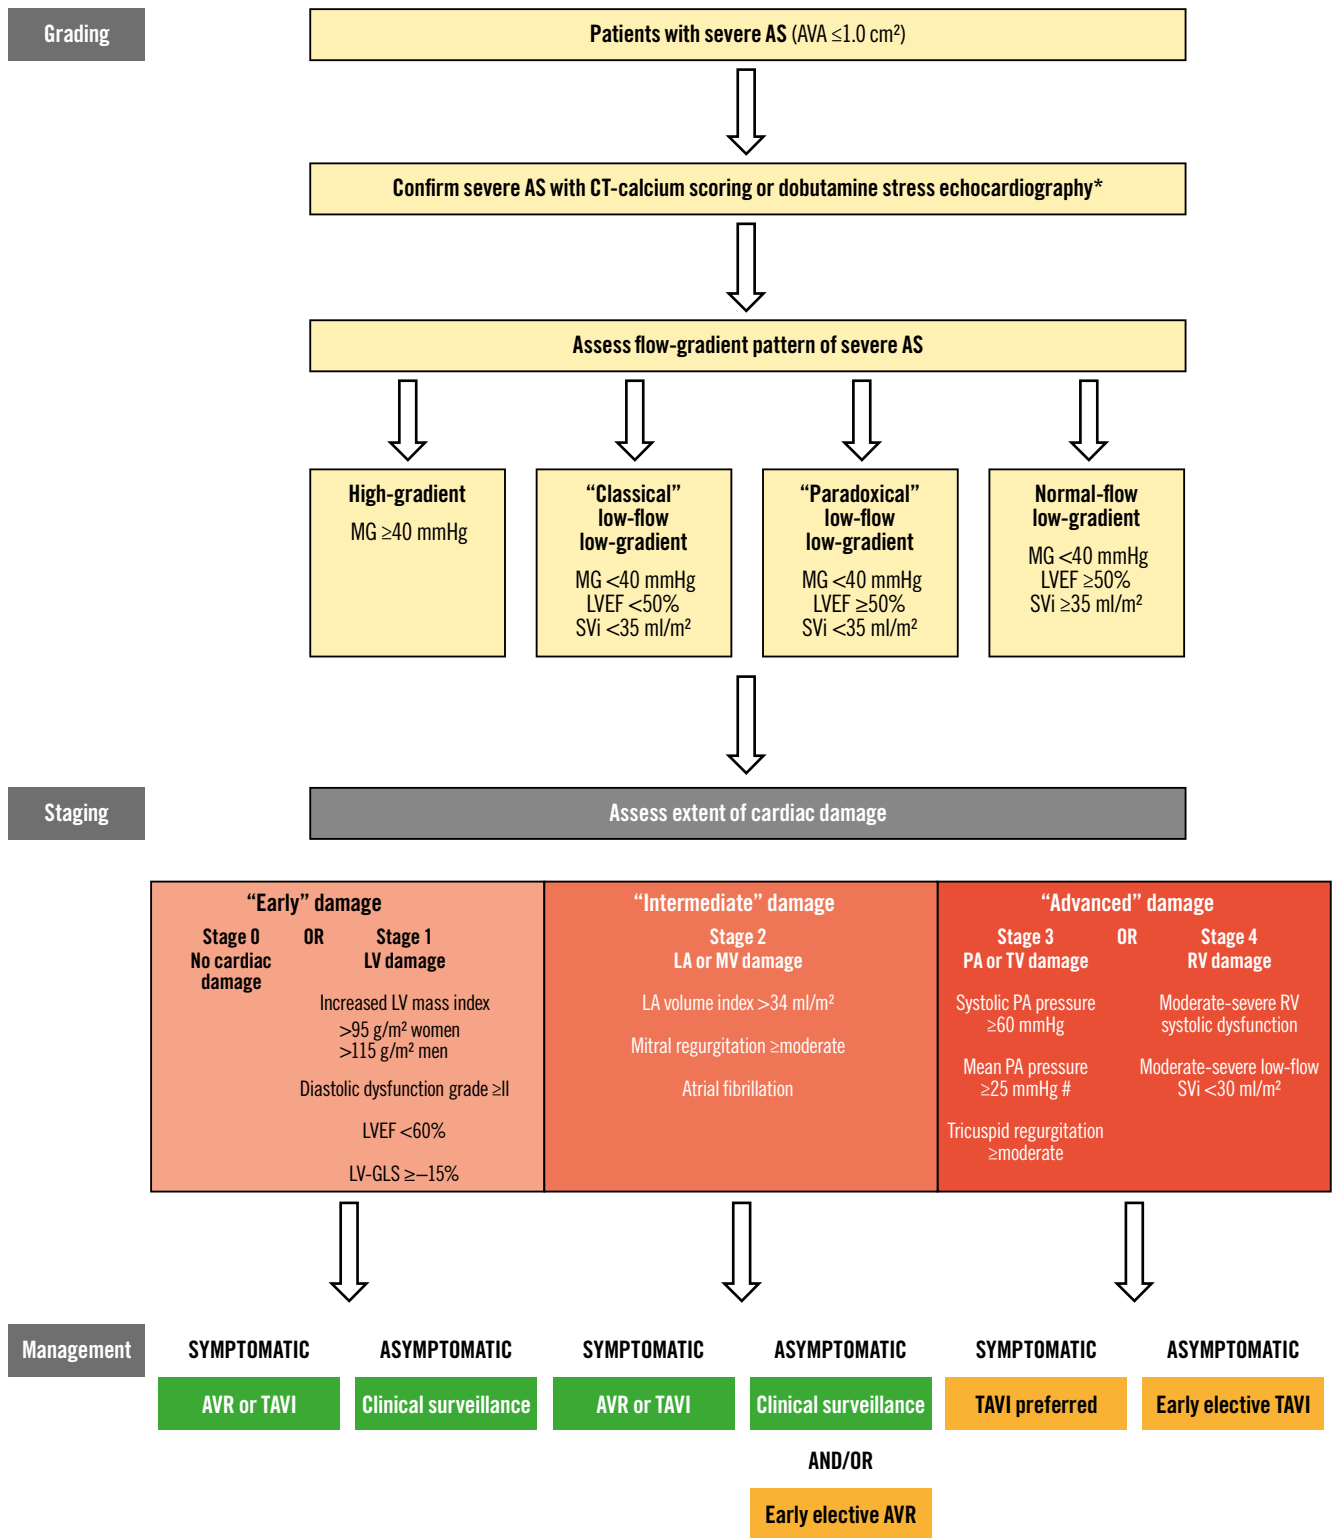 Grading
Patients with severe AS (AVA ≤1.0 cm²)
Confirm severe AS with CT-calcium scoring or dobutamine stress echocardiography*
Assess flow-gradient pattern of severe AS
High-gradient
MG ≥40 mmHg
“Classical”
low-flow
low-gradient
MG <40 mmHg
LVEF <50%
SVi <35 ml/m²
“Paradoxical”
low-flow
low-gradient
MG <40 mmHg
LVEF ≥50%
SVi <35 ml/m²
Normal-flow
low-gradient
MG <40 mmHg
LVEF ≥50%
SVi ≥35 ml/m²
Staging
Assess extent of cardiac damage
“Early” damage
Stage 0 OR Stage 1
No cardiac
damage
LV damage
Increased LV mass index
>95 g/m² women
>115 g/m² men
Diastolic dysfunction grade ≥II
LVEF <60%
LV-GLS ≥–15%
“Intermediate” damage
Stage 2
LA or MV damage
LA volume index >34 ml/m²
Mitral regurgitation ≥moderate
Atrial fibrillation
“Advanced” damage
Stage 3 OR Stage 4
PA or TV damage
Systolic PA pressure
≥60 mmHg
Mean PA pressure
≥25 mmHg #
Tricuspid regurgitation
≥moderate
RV damage
Moderate-severe RV
systolic dysfunction
Moderate-severe low-flow
SVi <30 ml/m²
Management
SYMPTOMATIC
AVR or TAVI
ASYMPTOMATIC
Clinical surveillance
SYMPTOMATIC
AVR or TAVI
ASYMPTOMATIC
Clinical surveillance
AND/OR
Early elective AVR
SYMPTOMATIC
TAVI preferred
ASYMPTOMATIC
Early elective TAVI